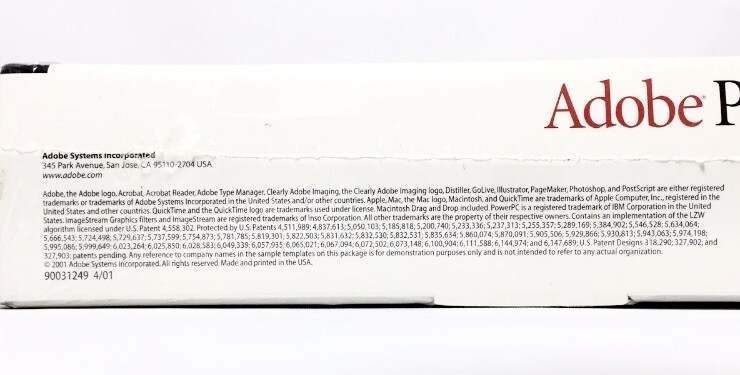 Adobe P
Adobe Systems Incorporated
345 Park Avenue, San Jose, CA 95110-2704 USA
www.adobe.com
Adobe, the Adobe logo, Acrobat, Acrobat Reader, Adobe Type Manager, Clearly Adobe Imaging, the Clearly Adobe Imaging logo, Distiller, GoLive, Illustrator, PageMaker, Photoshop, and PostScript are either registered
trademarks or trademarks of Adobe Systems Incorporated in the United States and/or other countries. Apple, Mac, the Mac logo, Macintosh, and QuickTime are trademarks of Apple Computer, Inc., registered in the
United States and other countries. QuickTime and the QuickTime logo are trademarks used under license. Macintosh Drag and Drop included. PowerPC is a registered trademark of IBM Corporation in the United
States. ImageStream Graphics filters and ImageStream are registered trademarks of Inso Corporation. All other trademarks are the property of their respective owners. Contains an implementation of the LZW
algorithm licensed under U.S. Patent 4,558,302. Protected by U.S. Patents 4,511,989; 4,837,613; 5,050,103; 5,185,818; 5,200,740; 5,233,336; 5,237,313; 5,255,357; 5,289,169; 5,384,902; 5,546,528; 5,634,064;
5,666,543; 5,724,498; 5,729,637; 5,737,599; 5,754,873; 5,781,785; 5,819,301; 5,822,503; 5,831,632; 5,832,530; 5,832,531; 5,835,634; 5,860,074; 5,870,091; 5,905,506; 5,929,866; 5,930,813; 5,943,063; 5,974,198;
5,995,086; 5,999,649; 6,023,264; 6,025,850; 6,028,583; 6,049,339; 6,057,935; 6,065,021; 6,067,094; 6,072,502; 6,073,148; 6,100,904; 6,111,588; 6,144,974; and 6,147,689; U.S. Patent Designs 318,290; 327,902; and
327,903; patents pending. Any reference to company names in the sample templates on this package is for demonstration purposes only and is not intended to refer to any actual organization.
© 2001 Adobe Systems Incorporated. All rights reserved. Made and printed in the USA.
90031249 4/01